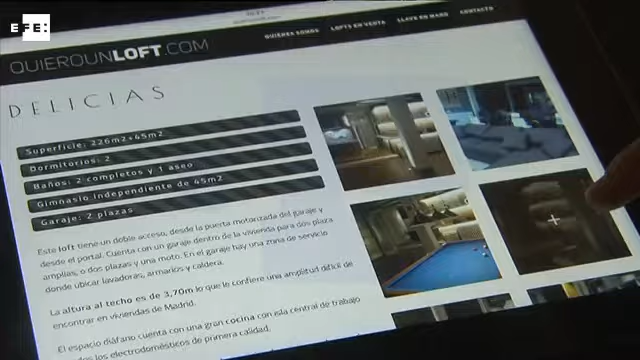 EFE:
QUIEROUNLOFT.COM
QUIÉNES SOMOS LOFTS EN VENTA LLAVE EN MANO CONTACTO
DELICIAS
Superficie: 226m2+45m2
Dormitorios: 2
Baños: 2 completos y 1 aseo
Gimnasio independiente de 45m2
Garaje: 2 plazas
Este loft tiene un doble acceso, desde la puerta motorizada del garaje y
desde el portal. Cuenta con un garaje dentro de la vivienda para dos plaza
amplias, o dos plazas y una moto. En el garaje hay una zona de servicio
donde ubicar lavadoras, armarios y caldera.
La altura al techo es de 3,70m lo que le confiere una amplitud difícil de
encontrar en viviendas de Madrid.
El espacio diáfano cuenta con una gran cocina con isla central de trabajo
todos los electrodomésticos de primera calidad.